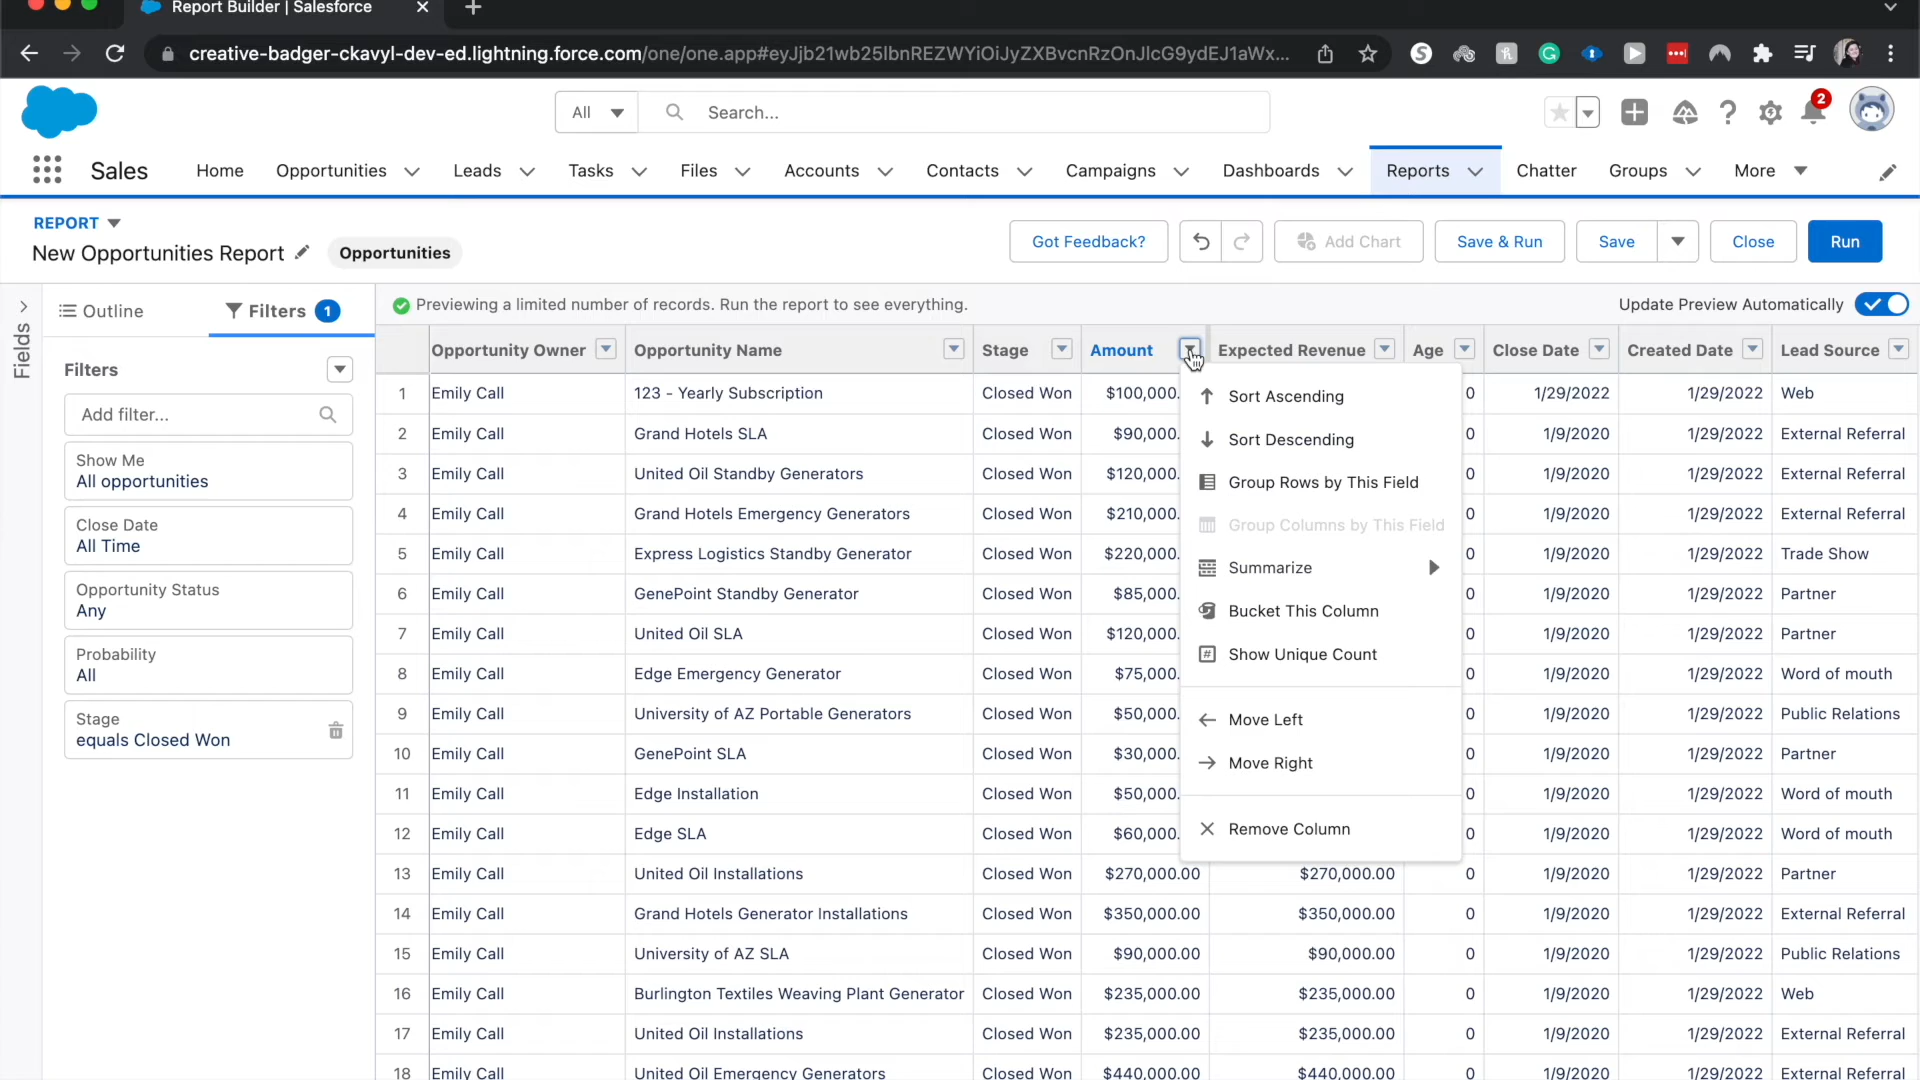 Report Builder | Salesforce
creative-badger-ckavyl-dev-ed.lightning.force.com/one/one.app#eyJjb21wb25lbnREZWYiOiJyZXBvcnRzOnJlcG9ydEJ1aWx...
All
Search...
2
Sales
Home
Opportunities
Leads
Tasks
Files
Accounts
Contacts
Campaigns
Dashboards
Reports
Chatter
Groups
More
REPORT
New Opportunities Report
Opportunities
Got Feedback?
Add Chart
Save & Run
Save
Close
Run
Fields
Outline
Filters 1
Previewing a limited number of records. Run the report to see everything.
Update Preview Automatically
Filters
Add filter...
Show Me
All opportunities
Close Date
All Time
Opportunity Status
Any
Probability
All
Stage
equals Closed Won
Opportunity Owner Opportunity Name Stage Amount Expected Revenue Age Close Date Created Date Lead Source
1 Emily Call 123 - Yearly Subscription Closed Won $100,000. 0 1/29/2022 1/29/2022 Web
2 Emily Call Grand Hotels SLA Closed Won $90,000. 0 1/9/2020 1/29/2022 External Referral
3 Emily Call United Oil Standby Generators Closed Won $120,000. 0 1/9/2020 1/29/2022 External Referral
4 Emily Call Grand Hotels Emergency Generators Closed Won $210,000. 0 1/9/2020 1/29/2022 External Referral
5 Emily Call Express Logistics Standby Generator Closed Won $220,000. 0 1/9/2020 1/29/2022 Trade Show
6 Emily Call GenePoint Standby Generator Closed Won $85,000. 0 1/9/2020 1/29/2022 Partner
7 Emily Call United Oil SLA Closed Won $120,000. 0 1/9/2020 1/29/2022 Partner
8 Emily Call Edge Emergency Generator Closed Won $75,000. 0 1/9/2020 1/29/2022 Word of mouth
9 Emily Call University of AZ Portable Generators Closed Won $50,000. 0 1/9/2020 1/29/2022 Public Relations
10 Emily Call GenePoint SLA Closed Won $30,000. 0 1/9/2020 1/29/2022 Partner
11 Emily Call Edge Installation Closed Won $50,000. 0 1/9/2020 1/29/2022 Word of mouth
12 Emily Call Edge SLA Closed Won $60,000. 0 1/9/2020 1/29/2022 Word of mouth
13 Emily Call United Oil Installations Closed Won $270,000.00 $270,000.00 0 1/9/2020 1/29/2022 Partner
14 Emily Call Grand Hotels Generator Installations Closed Won $350,000.00 $350,000.00 0 1/9/2020 1/29/2022 External Referral
15 Emily Call University of AZ SLA Closed Won $90,000.00 $90,000.00 0 1/9/2020 1/29/2022 Public Relations
16 Emily Call Burlington Textiles Weaving Plant Generator Closed Won $235,000.00 $235,000.00 0 1/9/2020 1/29/2022 Web
17 Emily Call United Oil Installations Closed Won $235,000.00 $235,000.00 0 1/9/2020 1/29/2022 External Referral
18 Emily Call United Oil Emergency Generators Closed Won $440,000.00 $440,000.00 0 1/9/2020 1/29/2022 External Referral
Sort Ascending
Sort Descending
Group Rows by This Field
Group Columns by This Field
Summarize
Bucket This Column
Show Unique Count
Move Left
Move Right
Remove Column